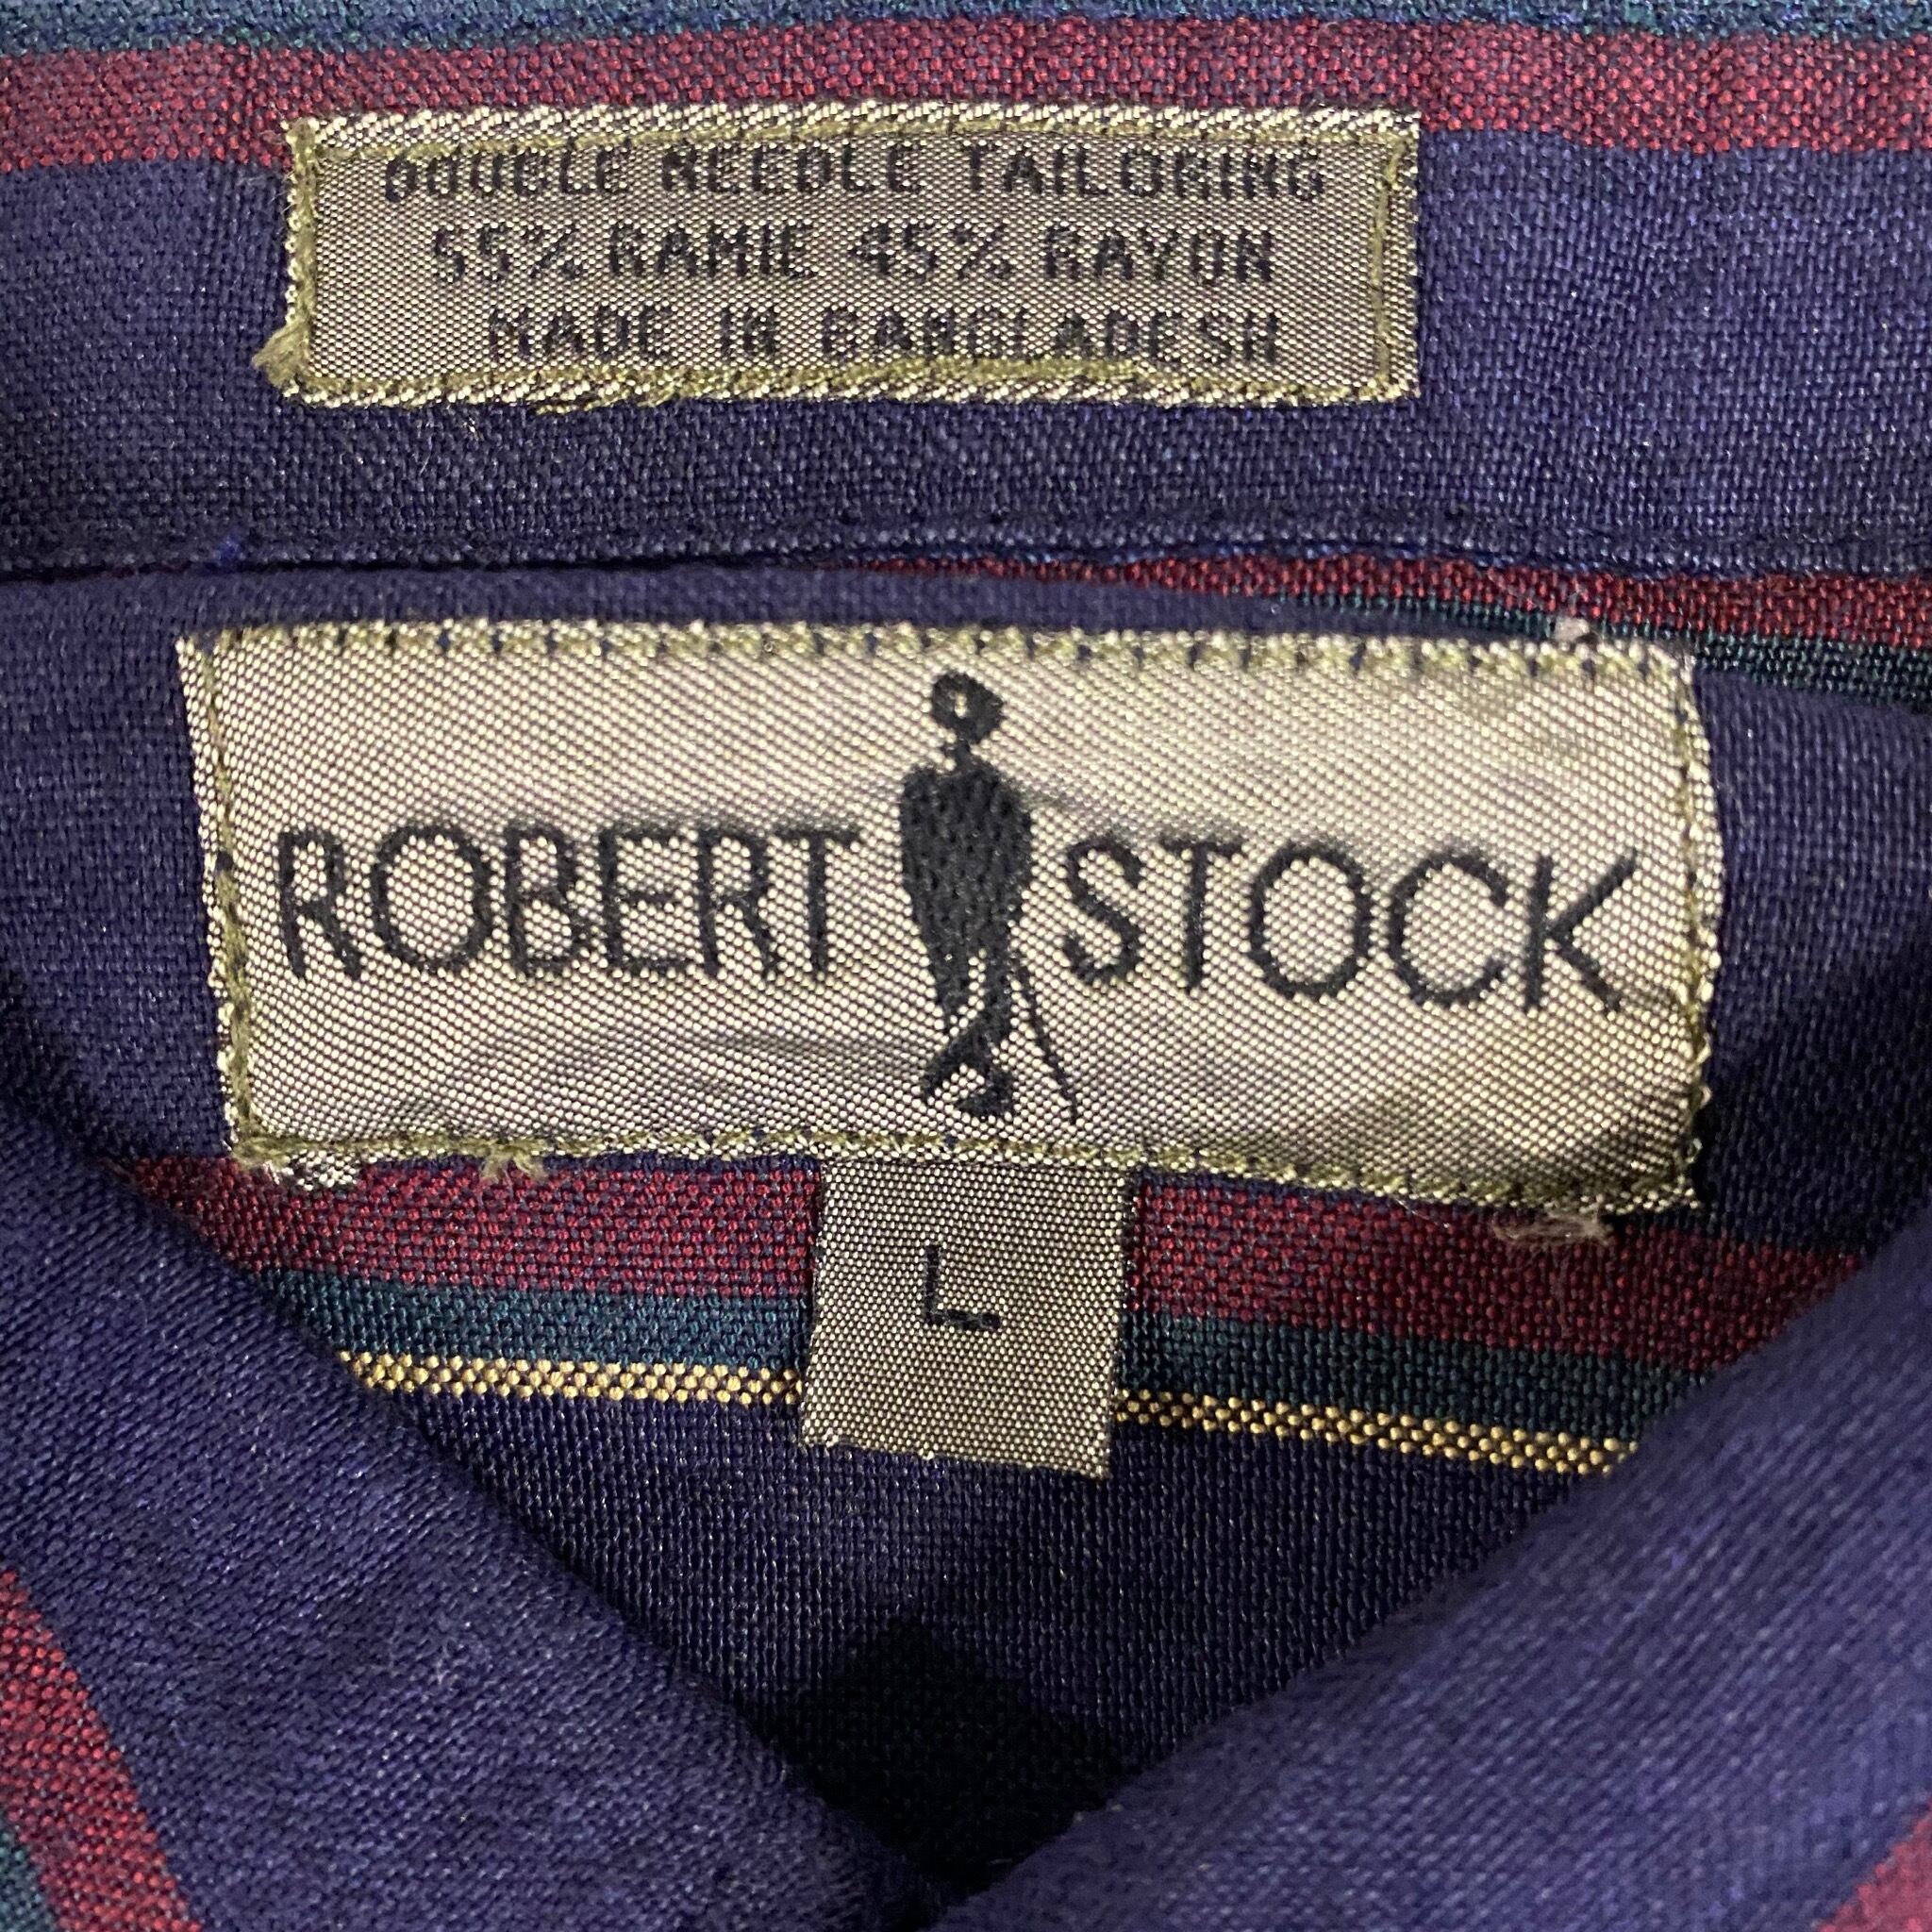 DOUBLE NEEDLE TAILORING
55% RAMIE 45% RAYON
MADE IN BANGLADESH
ROBERT STOCK
L